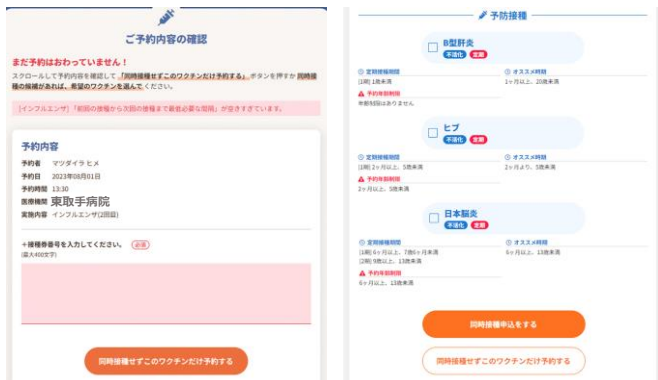 ご予約内容の確認
まだ予約はおわっていません！
スクロールして予約内容を確認して「同時接種せずこのワクチンだけ予約する」ボタンを押すか 同時接
種の候補があれば、希望のワクチンを選んでください。
[インフルエンザ]「前回の接種から次回の接種まで最低必要な間隔」が空きすぎています。
予約内容
予約者 マツダイラ ヒメ
予約日 2023年08月01日
予約時間 13:30
医療機関 東取手病院
実施内容 インフルエンザ(2回目)
＋接種券番号を入力してください。 必須
(最大400文字)
同時接種せずこのワクチンだけ予約する
予防接種
B型肝炎
不活化 定期
定期接種期間
[1期] 1歳未満
オススメ時期
2ヶ月以上、20歳未満
予約年齢制限
年齢制限はありません
ヒブ
不活化 定期
定期接種期間
[1期] 2ヶ月以上、5歳未満
オススメ時期
2ヶ月より、5歳未満
予約年齢制限
2ヶ月以上、5歳未満
日本脳炎
不活化 定期
定期接種期間
[1期] 6ヶ月以上、7歳6ヶ月未満
[2期] 9歳以上、13歳未満
オススメ時期
6ヶ月以上、13歳未満
予約年齢制限
6ヶ月以上、13歳未満
同時接種申込をする
同時接種せずこのワクチンだけ予約する